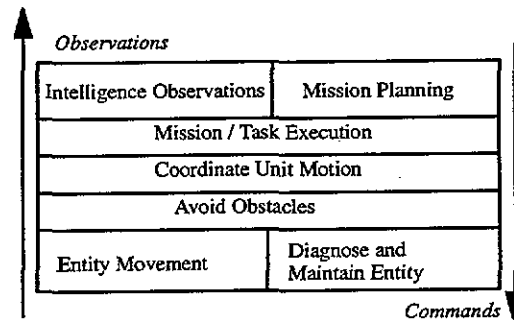 Observations
Intelligence Observations
Mission Planning
Mission / Task Execution
Coordinate Unit Motion
Avoid Obstacles
Entity Movement
Diagnose and
Maintain Entity
Commands